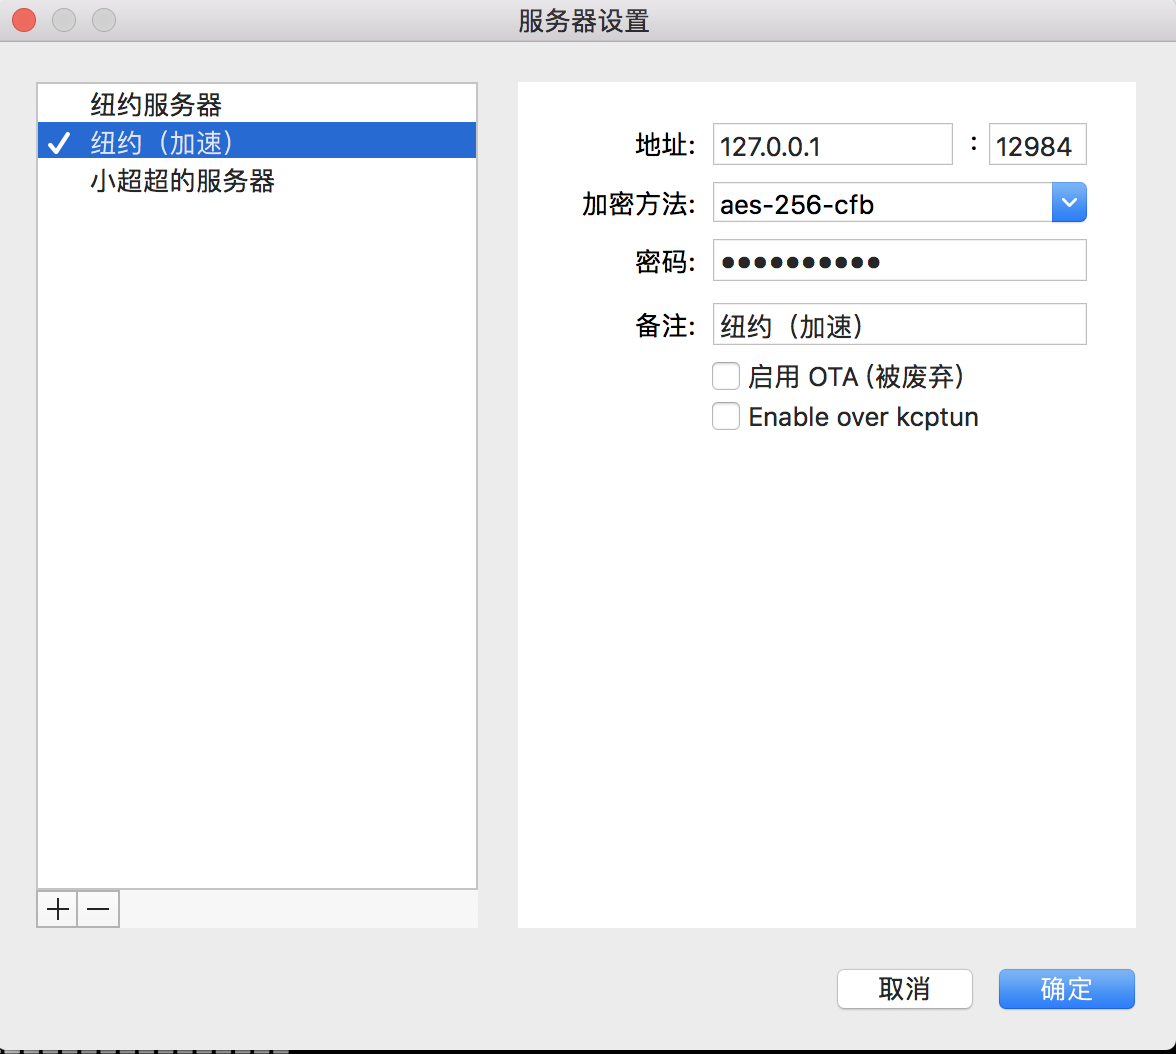 服务器设置
纽约服务器
纽约（加速）
小超超的服务器
地址: 127.0.0.1 : 12984
加密方法: aes-256-cfb
密码: ●●●●●●●●●●
备注: 纽约（加速）
启用 OTA (被废弃)
Enable over kcptun
取消 确定